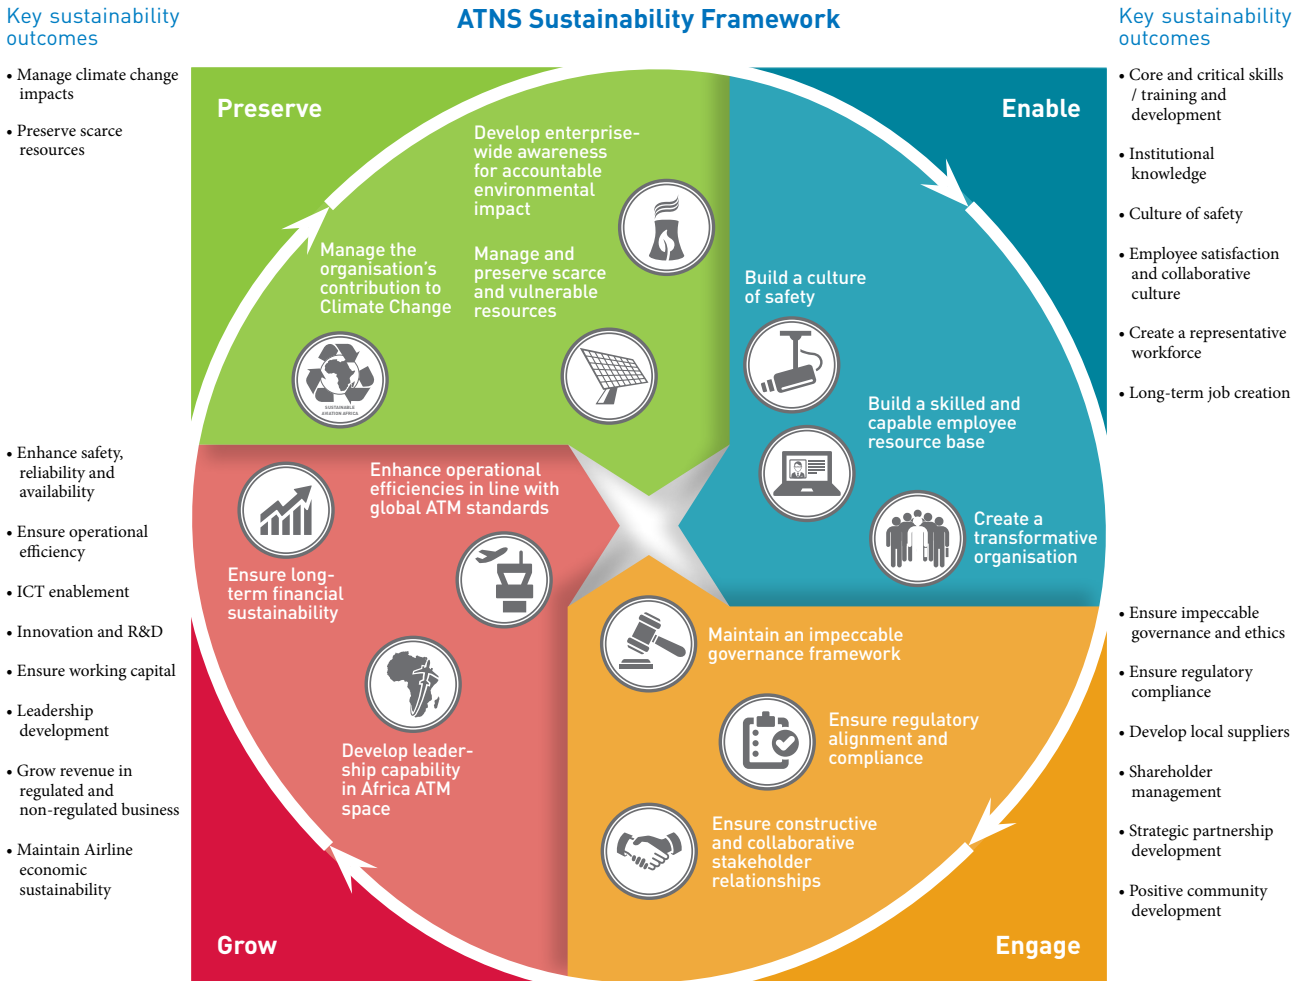 ATNS Sustainability Framework
Key sustainability
outcomes
• Manage climate change
impacts
• Preserve scarce
resources
• Enhance safety,
reliability and
availability
• Ensure operational
efficiency
• ICT enablement
• Innovation and R&D
• Ensure working capital
• Leadership
development
• Grow revenue in
regulated and
non-regulated business
• Maintain Airline
economic
sustainability
Preserve
Develop enterprise-
wide awareness
for accountable
environmental
impact
Manage the
organisation's
contribution to
Climate Change
Manage and
preserve scarce
and vulnerable
resources
SUSTAINABLE
AVIATION AFRICA
Enable
Build a culture
of safety
Build a skilled and
capable employee
resource base
Create a
transformative
organisation
Enhance operational
efficiencies in line with
global ATM standards
Ensure long-
term financial
sustainability
Develop leader-
ship capability
in Africa ATM
space
Grow
Maintain an impeccable
governance framework
Ensure regulatory
alignment and
compliance
Ensure constructive
and collaborative
stakeholder
relationships
Engage
Key sustainability
outcomes
• Core and critical skills
/ training and
development
• Institutional
knowledge
• Culture of safety
• Employee satisfaction
and collaborative
culture
• Create a representative
workforce
• Long-term job creation
• Ensure impeccable
governance and ethics
• Ensure regulatory
compliance
• Develop local suppliers
• Shareholder
management
• Strategic partnership
development
• Positive community
development